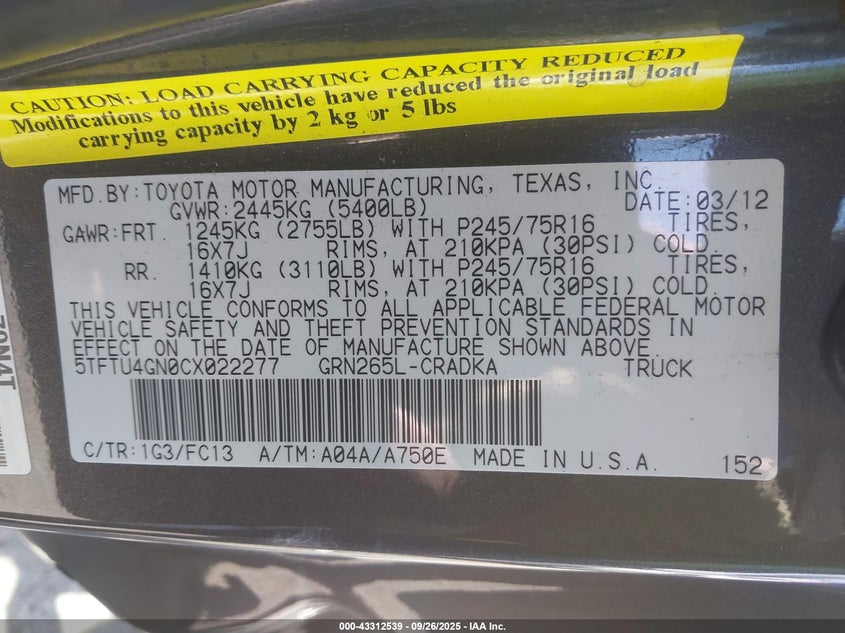 CAUTION: LOAD CARRYING CAPACITY REDUCED
Modifications to this vehicle have reduced the original load
carrying capacity by 2 kg or 5 lbs
MFD.BY:TOYOTA MOTOR MANUFACTURING, TEXAS, INC.
GVWR:2445KG (5400LB) DATE:03/12
GAWR:FRT. 1245KG (2755LB) WITH P245/75R16 TIRES,
16X7J RIMS, AT 210KPA (30PSI) COLD.
RR. 1410KG (3110LB) WITH P245/75R16 TIRES,
16X7J RIMS, AT 210KPA (30PSI) COLD.
THIS VEHICLE CONFORMS TO ALL APPLICABLE FEDERAL MOTOR
VEHICLE SAFETY AND THEFT PREVENTION STANDARDS IN
EFFECT ON THE DATE OF MANUFACTURE SHOWN ABOVE.
5TFTU4GN0CX022277 GRN265L-CRADKA TRUCK
C/TR:1G3/FC13 A/TM:A04A/A750E MADE IN U.S.A. 152
000-43312539 - 09/26/2025 - IAA Inc.